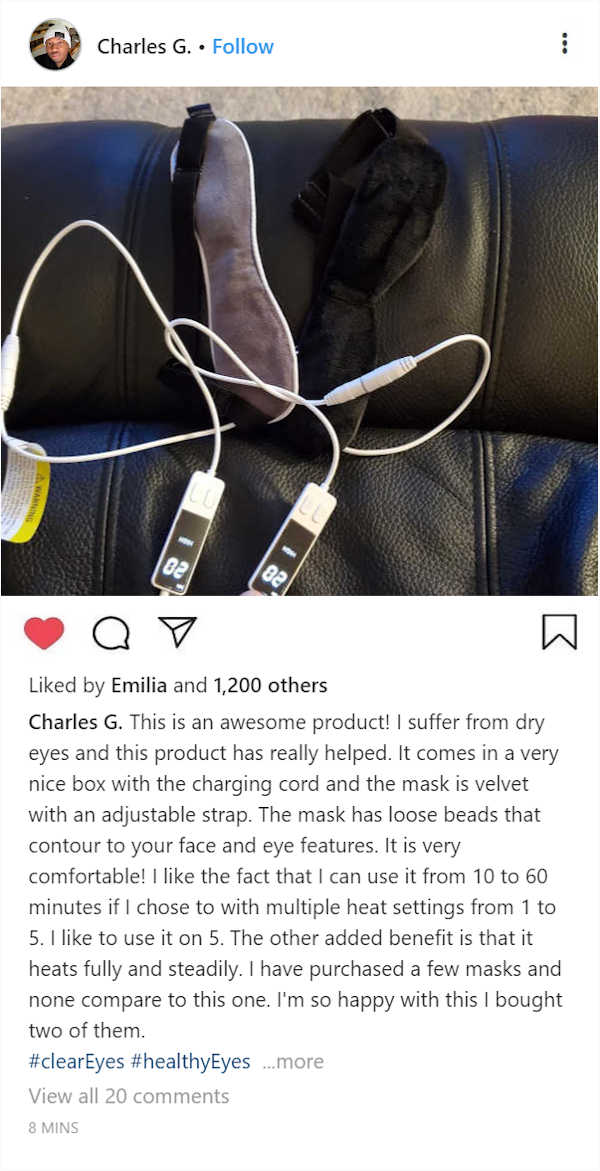 Charles G. • Follow
WARNING
HIGH
HIGH
Liked by Emilia and 1,200 others
Charles G. This is an awesome product! I suffer from dry
eyes and this product has really helped. It comes in a very
nice box with the charging cord and the mask is velvet
with an adjustable strap. The mask has loose beads that
contour to your face and eye features. It is very
comfortable! I like the fact that I can use it from 10 to 60
minutes if I chose to with multiple heat settings from 1 to
5. I like to use it on 5. The other added benefit is that it
heats fully and steadily. I have purchased a few masks and
none compare to this one. I'm so happy with this I bought
two of them.
#clearEyes #healthyEyes ...more
View all 20 comments
8 MINS